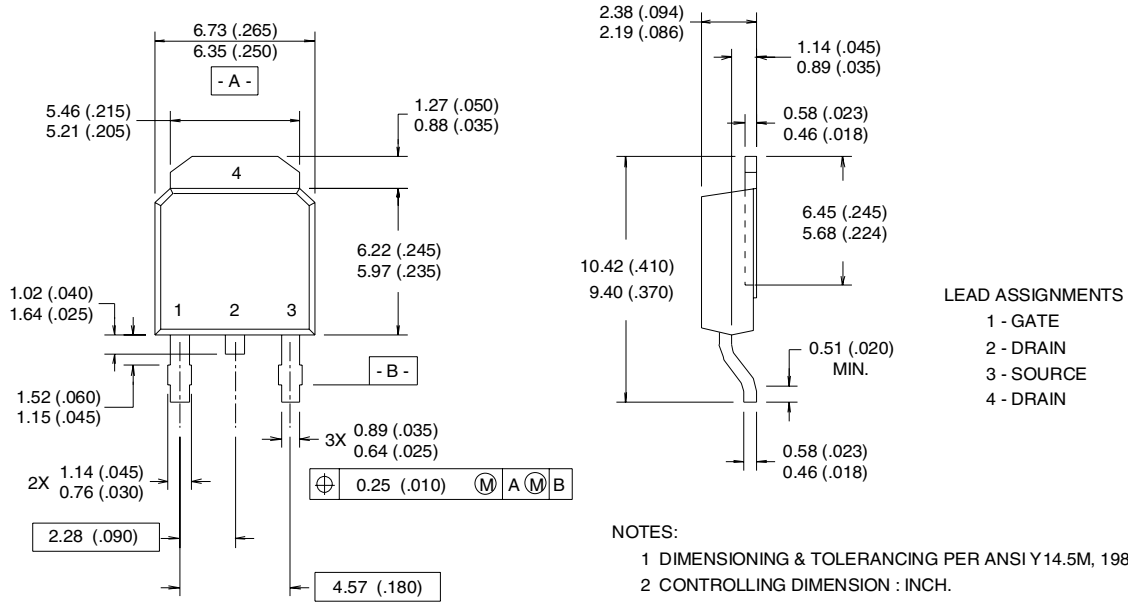 6.73 (.265)
6.35 (.250)
- A -
5.46 (.215)
5.21 (.205)
1.27 (.050)
0.88 (.035)
4
6.22 (.245)
5.97 (.235)
1.02 (.040)
1.64 (.025)
1 2 3
- B -
1.52 (.060)
1.15 (.045)
3X 0.89 (.035)
0.64 (.025)
2X 1.14 (.045)
0.76 (.030)
⌖ 0.25 (.010) Ⓜ A Ⓜ B
2.28 (.090)
4.57 (.180)
2.38 (.094)
2.19 (.086)
1.14 (.045)
0.89 (.035)
0.58 (.023)
0.46 (.018)
6.45 (.245)
5.68 (.224)
10.42 (.410)
9.40 (.370)
0.51 (.020)
MIN.
0.58 (.023)
0.46 (.018)
LEAD ASSIGNMENTS
1 - GATE
2 - DRAIN
3 - SOURCE
4 - DRAIN
NOTES:
1 DIMENSIONING & TOLERANCING PER ANSI Y14.5M, 198
2 CONTROLLING DIMENSION : INCH.